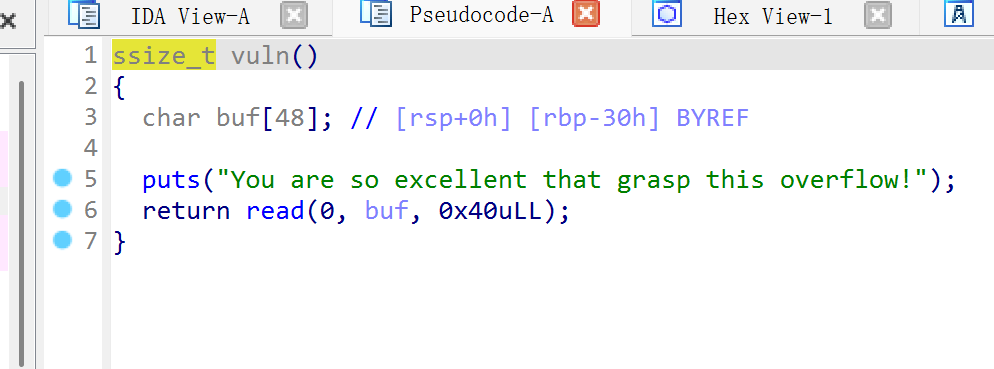 IDA View-A Pseudocode-A Hex View-1
1 ssize_t vuln()
2 {
3 char buf[48]; // [rsp+0h] [rbp-30h] BYREF
4
5 puts("You are so excellent that grasp this overflow!");
6 return read(0, buf, 0x40uLL);
7 }